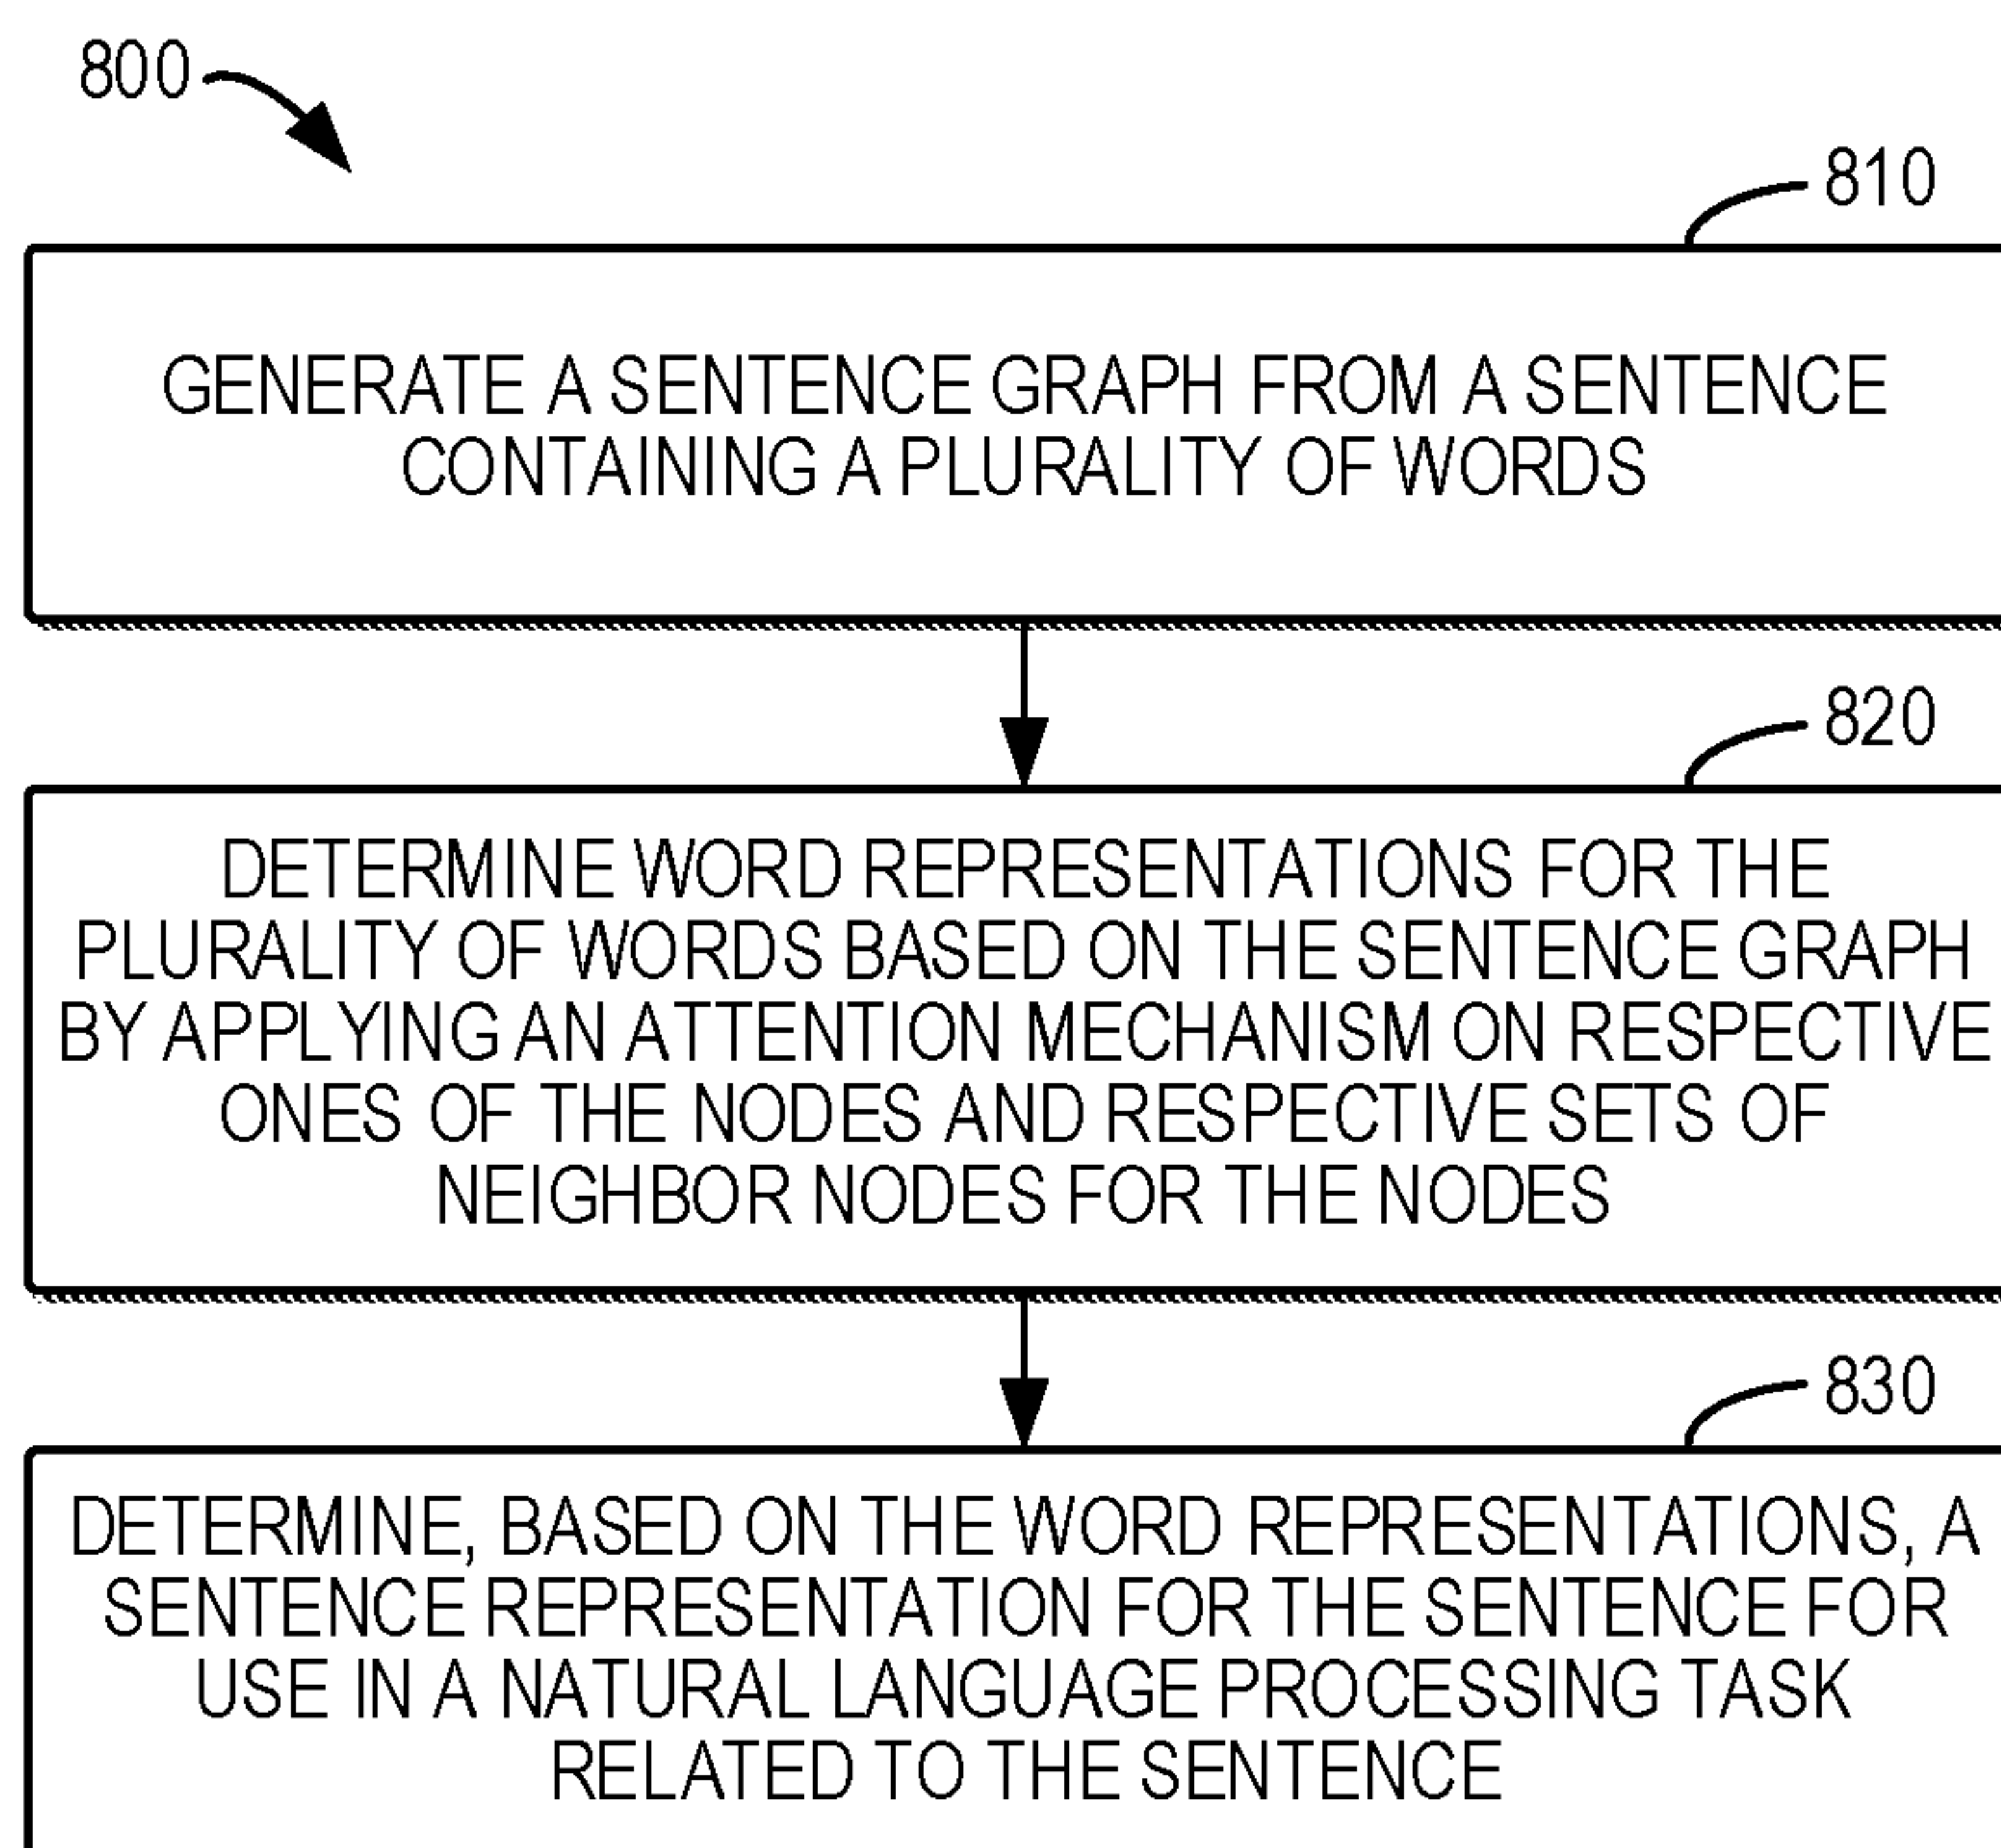 800
810
GENERATE A SENTENCE GRAPH FROM A SENTENCE
CONTAINING A PLURALITY OF WORDS
820
DETERMINE WORD REPRESENTATIONS FOR THE
PLURALITY OF WORDS BASED ON THE SENTENCE GRAPH
BY APPLYING AN ATTENTION MECHANISM ON RESPECTIVE
ONES OF THE NODES AND RESPECTIVE SETS OF
NEIGHBOR NODES FOR THE NODES
830
DETERMINE, BASED ON THE WORD REPRESENTATIONS, A
SENTENCE REPRESENTATION FOR THE SENTENCE FOR
USE IN A NATURAL LANGUAGE PROCESSING TASK
RELATED TO THE SENTENCE